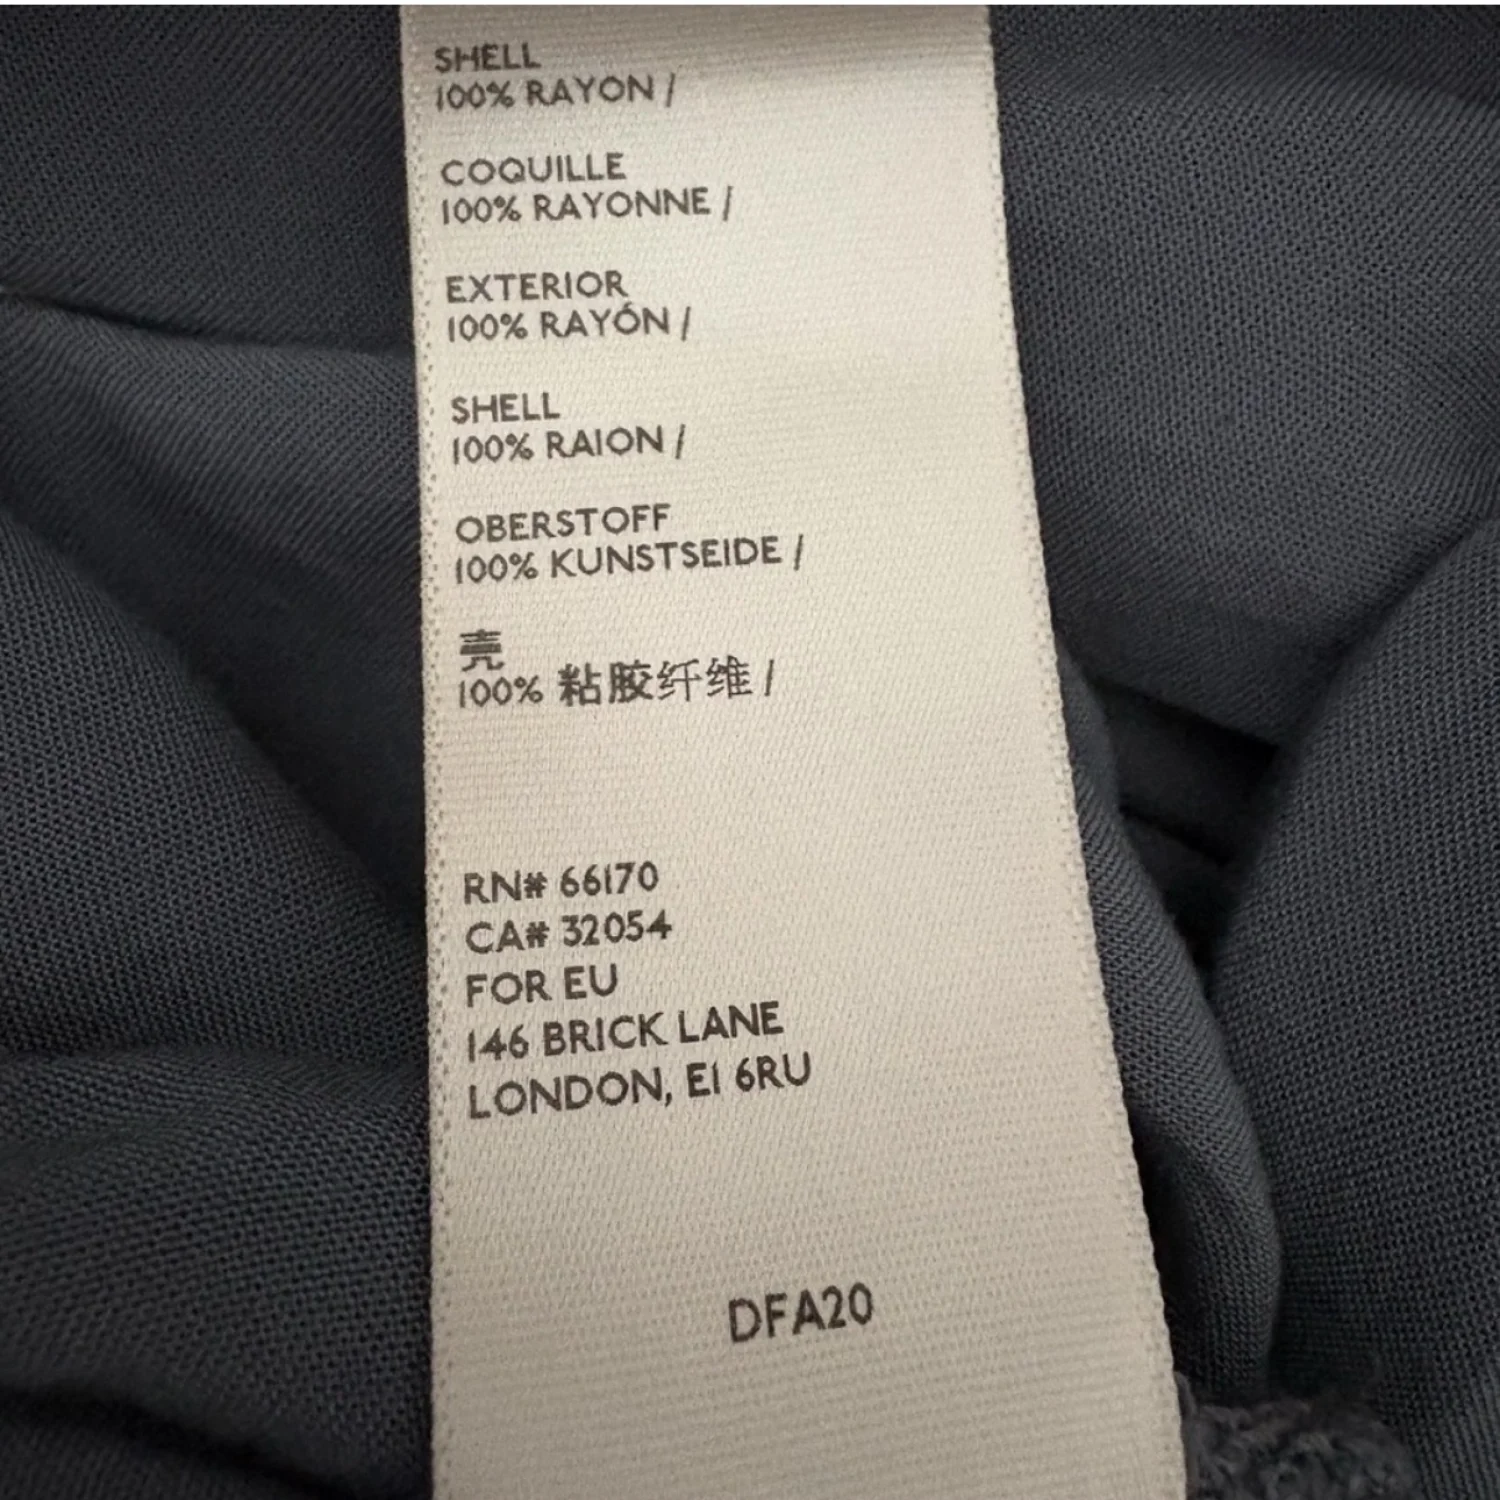 SHELL
100% RAYON /
COQUILLE
100% RAYONNE /
EXTERIOR
100% RAYÓN /
SHELL
100% RAION /
OBERSTOFF
100% KUNSTSEIDE /
壳
100% 粘胶纤维 /
RN# 66170
CA# 32054
FOR EU
146 BRICK LANE
LONDON, E1 6RU
DFA20